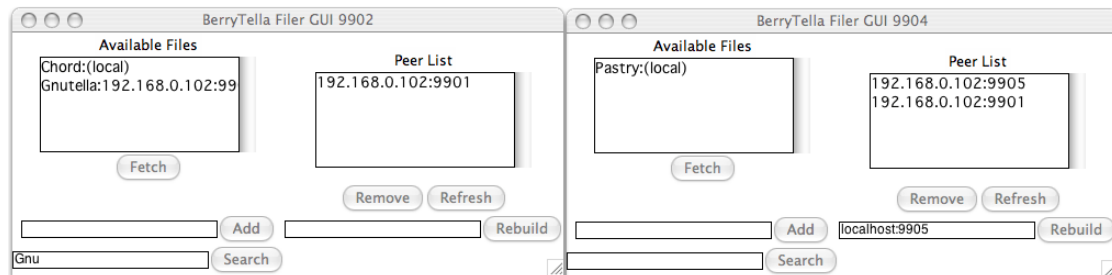 BerryTella Filer GUI 9902
Available Files
Peer List
Chord:(local)
Gnutella:192.168.0.102:99
192.168.0.102:9901
Fetch
Remove Refresh
Add Rebuild
Gnu Search
BerryTella Filer GUI 9904
Available Files
Peer List
Pastry:(local)
192.168.0.102:9905
192.168.0.102:9901
Fetch
Remove Refresh
Add localhost:9905 Rebuild
Search